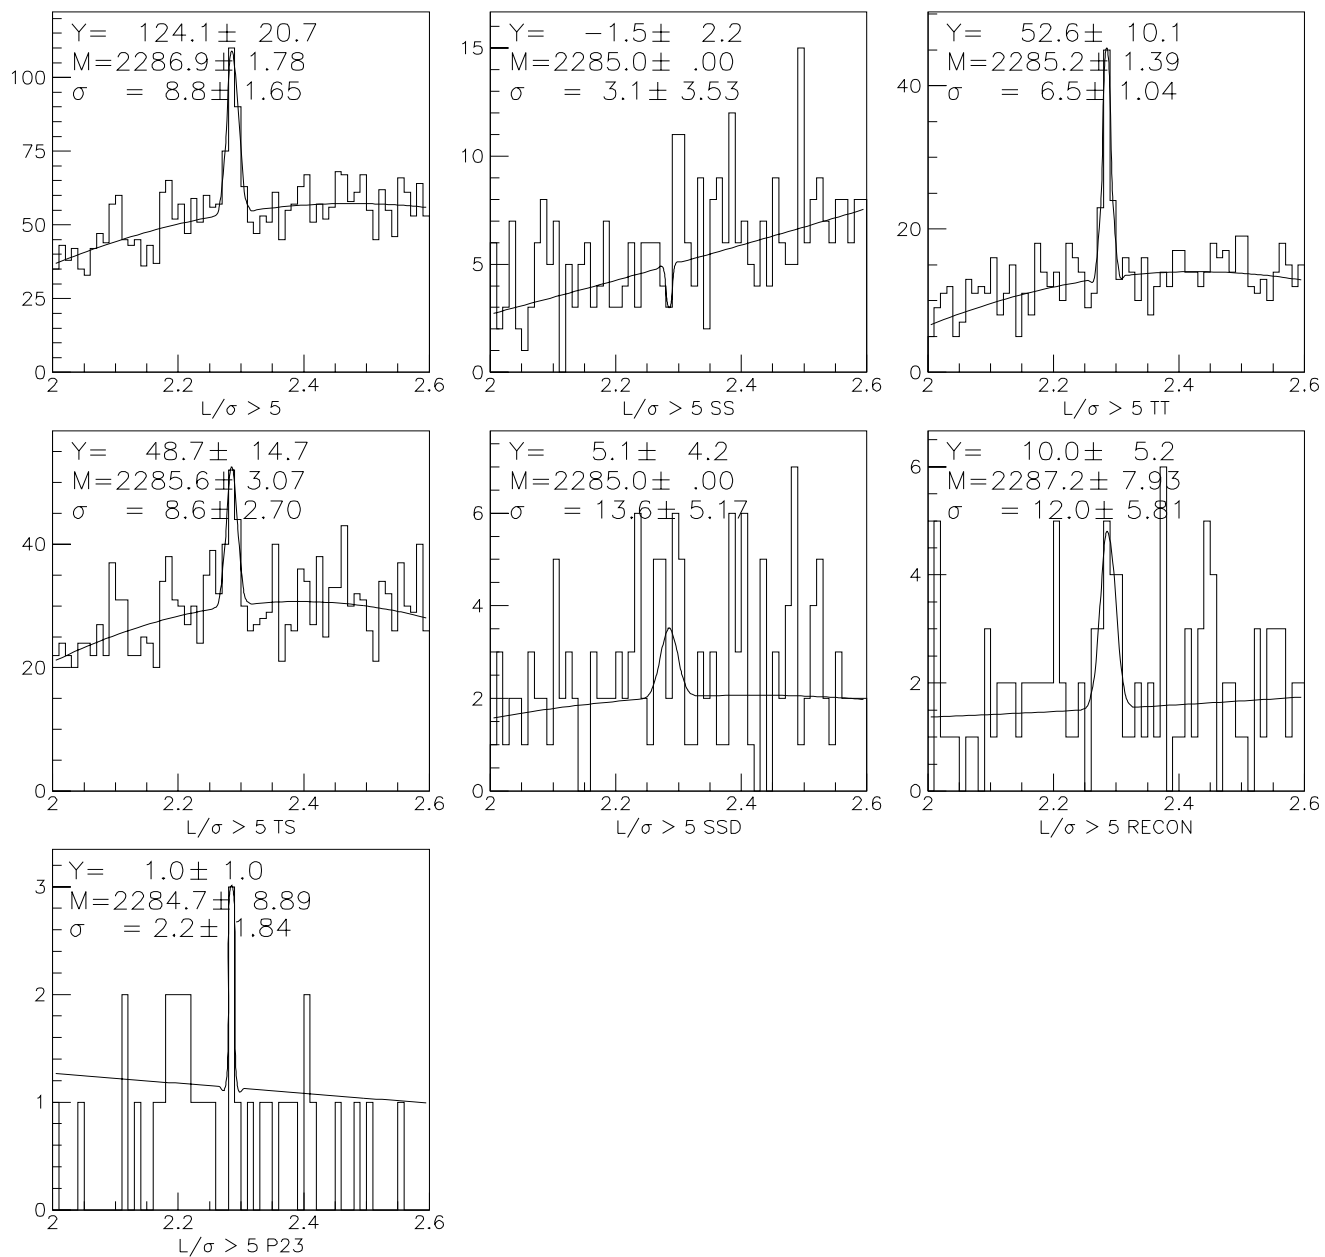 Y= 124.1± 20.7
M=2286.9± 1.78
σ = 8.8± 1.65
100
75
50
25
0
2 2.2 2.4 2.6
L/σ > 5
Y= −1.5± 2.2
M=2285.0± .00
σ = 3.1± 3.53
15
10
5
0
2 2.2 2.4 2.6
L/σ > 5 SS
Y= 52.6± 10.1
M=2285.2± 1.39
σ = 6.5± 1.04
40
20
0
2 2.2 2.4 2.6
L/σ > 5 TT
Y= 48.7± 14.7
M=2285.6± 3.07
σ = 8.6± 2.70
40
20
0
2 2.2 2.4 2.6
L/σ > 5 TS
Y= 5.1± 4.2
M=2285.0± .00
σ = 13.6± 5.17
6
4
2
0
2 2.2 2.4 2.6
L/σ > 5 SSD
Y= 10.0± 5.2
M=2287.2± 7.93
σ = 12.0± 5.81
6
4
2
0
2 2.2 2.4 2.6
L/σ > 5 RECON
Y= 1.0± 1.0
M=2284.7± 8.89
σ = 2.2± 1.84
3
2
1
0
2 2.2 2.4 2.6
L/σ > 5 P23